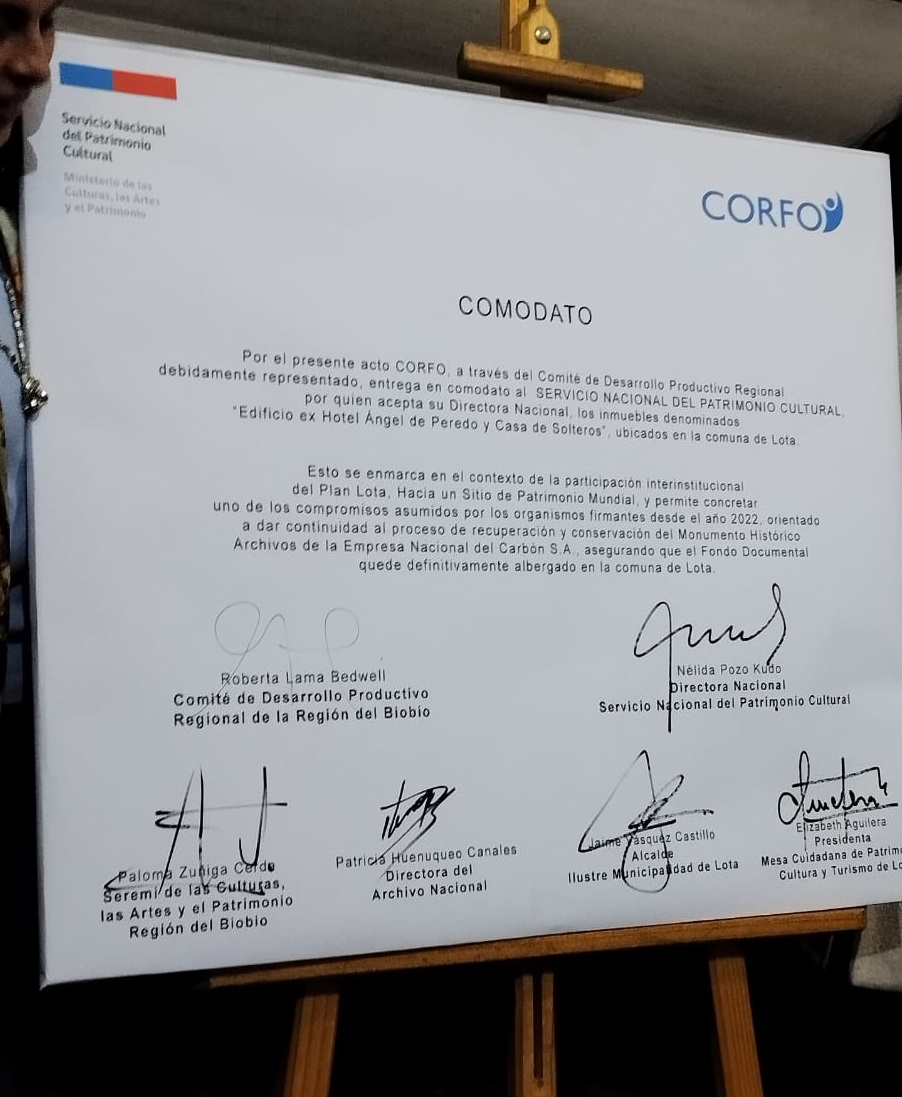 Servicio Nacional
del Patrimonio
Cultural
Ministerio de las
Culturas, las Artes
y el Patrimonio
CORFO
COMODATO
Por el presente acto CORFO, a través del Comité de Desarrollo Productivo Regional
debidamente representado, entrega en comodato al SERVICIO NACIONAL DEL PATRIMONIO CULTURAL,
por quien acepta su Directora Nacional, los inmuebles denominados
"Edificio ex Hotel Ángel de Peredo y Casa de Solteros", ubicados en la comuna de Lota.
Esto se enmarca en el contexto de la participación interinstitucional
del Plan Lota, Hacia un Sitio de Patrimonio Mundial, y permite concretar
uno de los compromisos asumidos por los organismos firmantes desde el año 2022, orientado
a dar continuidad al proceso de recuperación y conservación del Monumento Histórico
Archivos de la Empresa Nacional del Carbón S.A., asegurando que el Fondo Documental
quede definitivamente albergado en la comuna de Lota.
Roberta Lama Bedwell
Comité de Desarrollo Productivo
Regional de la Región del Biobio
Nélida Pozo Kudo
Directora Nacional
Servicio Nacional del Patrimonio Cultural
Paloma Zuñiga Cerda
Seremi de las Culturas,
las Artes y el Patrimonio
Región del Biobio
Patricia Huenuqueo Canales
Directora del
Archivo Nacional
Jaime Vásquez Castillo
Alcalde
Ilustre Municipalidad de Lota
Elizabeth Aguilera
Presidenta
Mesa Cuidadana de Patrim
Cultura y Turismo de Lo